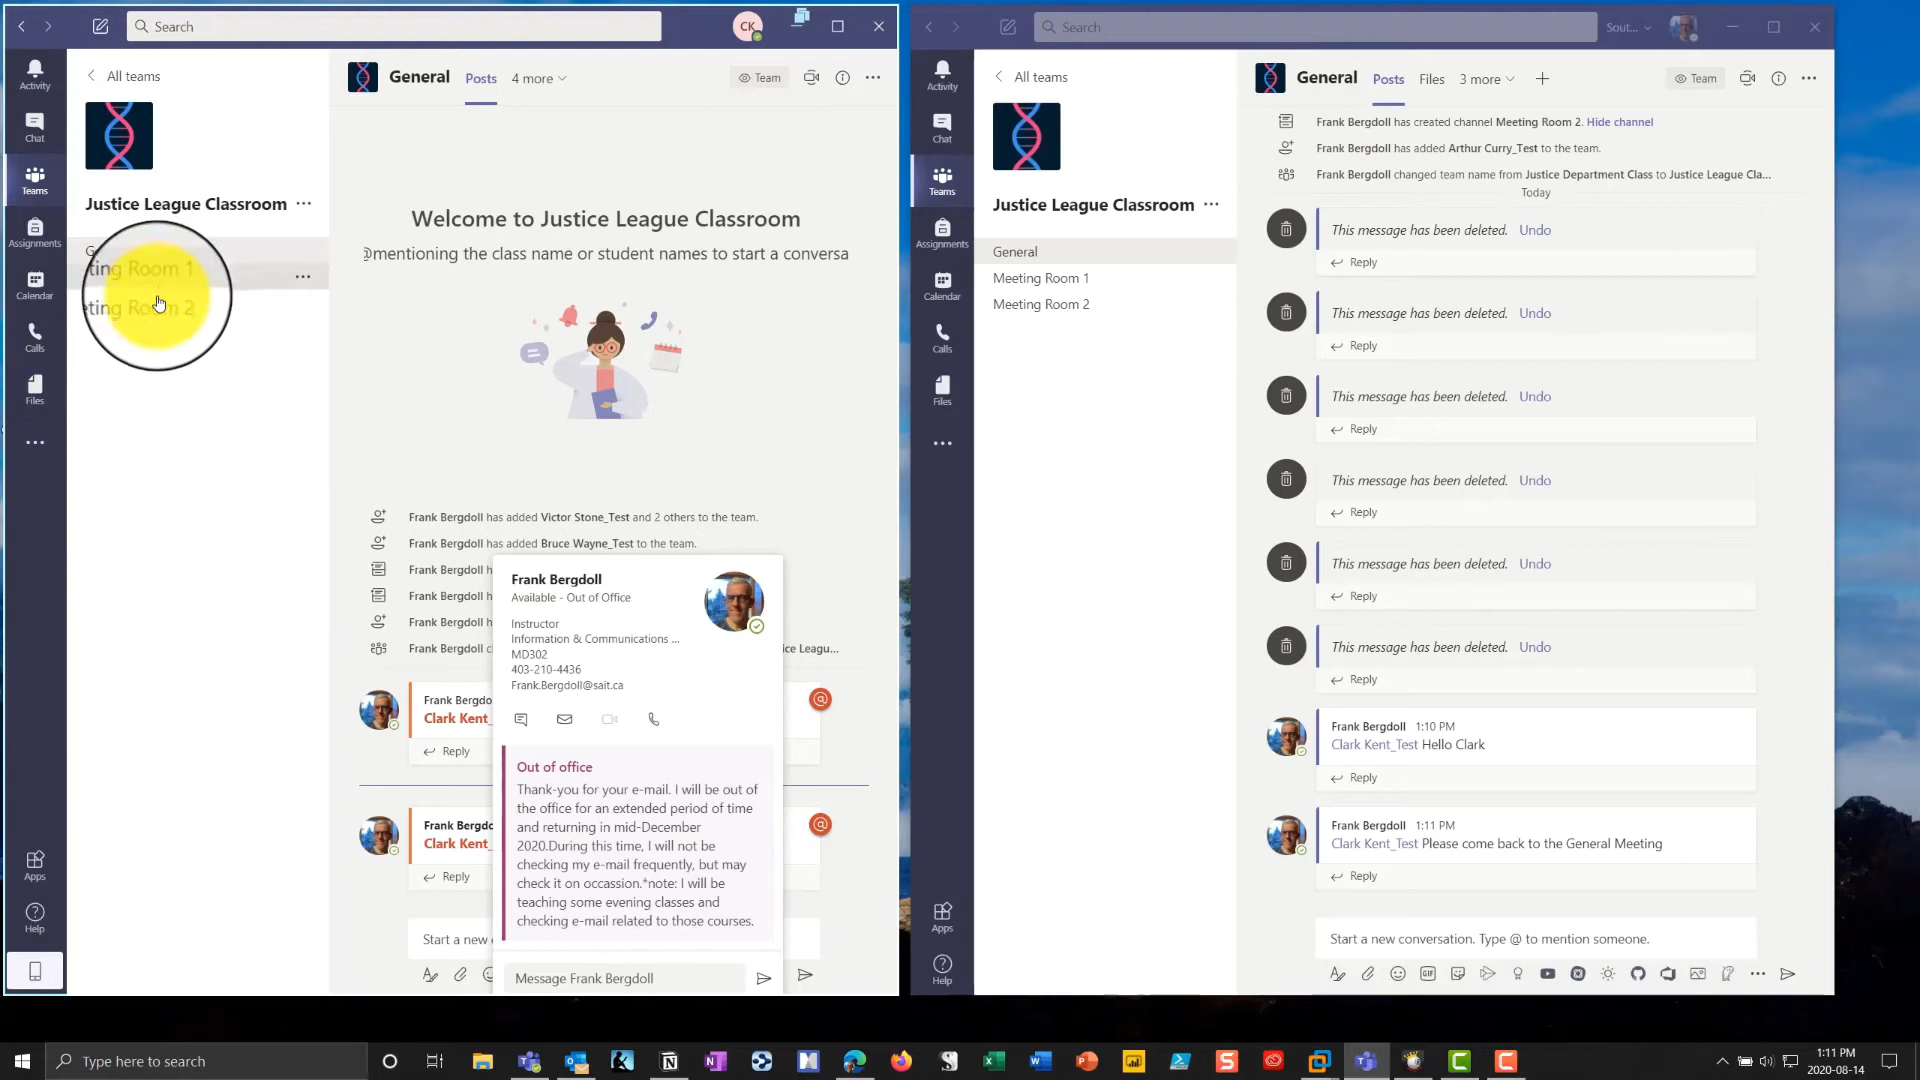 Search
CK
Activity
Chat
Teams
Assignments
Calendar
Calls
Files
Apps
Help
All teams
Justice League Classroom
ting Room 1
eting Room 2
General
Posts
4 more
Team
Welcome to Justice League Classroom
@mentioning the class name or student names to start a conversa
Frank Bergdoll has added Victor Stone_Test and 2 others to the team.
Frank Bergdoll has added Bruce Wayne_Test to the team.
Frank Bergdoll h
Frank Bergdoll h
Frank Bergdoll h
Frank Bergdoll c
ice Leagu...
Frank Bergdo
Clark Kent_
Reply
Frank Bergdo
Clark Kent_
Reply
Start a new
Frank Bergdoll
Available - Out of Office
Instructor
Information & Communications ...
MD302
403-210-4436
Frank.Bergdoll@sait.ca
Out of office
Thank-you for your e-mail. I will be out of
the office for an extended period of time
and returning in mid-December
2020.During this time, I will not be
checking my e-mail frequently, but may
check it on occassion.*note: I will be
teaching some evening classes and
checking e-mail related to those courses.
Message Frank Bergdoll
Search
Sout...
Activity
Chat
Teams
Assignments
Calendar
Calls
Files
Apps
Help
All teams
Justice League Classroom
General
Meeting Room 1
Meeting Room 2
General
Posts
Files
3 more
Team
Frank Bergdoll has created channel Meeting Room 2. Hide channel
Frank Bergdoll has added Arthur Curry_Test to the team.
Frank Bergdoll changed team name from Justice Department Class to Justice League Cla...
Today
This message has been deleted. Undo
Reply
This message has been deleted. Undo
Reply
This message has been deleted. Undo
Reply
This message has been deleted. Undo
Reply
This message has been deleted. Undo
Reply
This message has been deleted. Undo
Reply
Frank Bergdoll 1:10 PM
Clark Kent_Test Hello Clark
Reply
Frank Bergdoll 1:11 PM
Clark Kent_Test Please come back to the General Meeting
Reply
Start a new conversation. Type @ to mention someone.
GIF
Type here to search
1:11 PM
2020-08-14